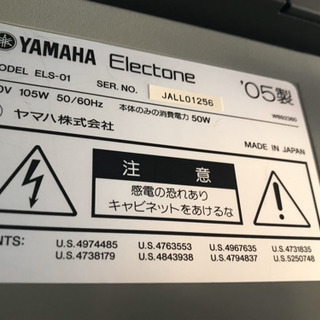 YAMAHA Electone
MODEL ELS-01 SERIAL NO. JALL01256 '05製
0V 105W 50/60Hz 本体のみの消費電力 50W
ヤマハ株式会社 MADE IN JAPAN
注 意
感電の恐れあり
キャビネットをあけるな
NTS: U.S.4974485 U.S.4763553 U.S.4967635 U.S.4731835
U.S.4738179 U.S.4843938 U.S.4794837 U.S.5250748